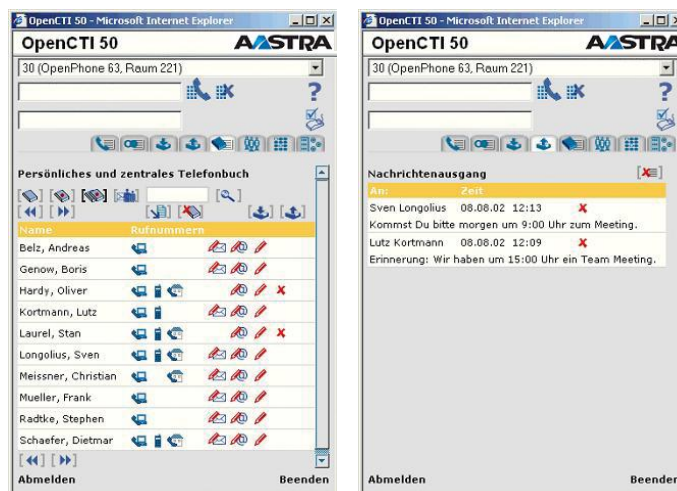 OpenCTI 50 - Microsoft Internet Explorer
OpenCTI 50 AASTRA
30 (OpenPhone 63, Raum 221)
?
Persönliches und zentrales Telefonbuch
Name Rufnummern
Belz, Andreas
Genow, Boris
Hardy, Oliver
Kortmann, Lutz
Laurel, Stan
Longolius, Sven
Meissner, Christian
Mueller, Frank
Radtke, Stephen
Schaefer, Dietmar
Abmelden Beenden
OpenCTI 50 - Microsoft Internet Explorer
OpenCTI 50 AASTRA
30 (OpenPhone 63, Raum 221)
?
Nachrichtenausgang
An: Zeit
Sven Longolius 08.08.02 12:13
Kommst Du bitte morgen um 9:00 Uhr zum Meeting.
Lutz Kortmann 08.08.02 12:09
Erinnerung: Wir haben um 15:00 Uhr ein Team Meeting.
Abmelden Beenden